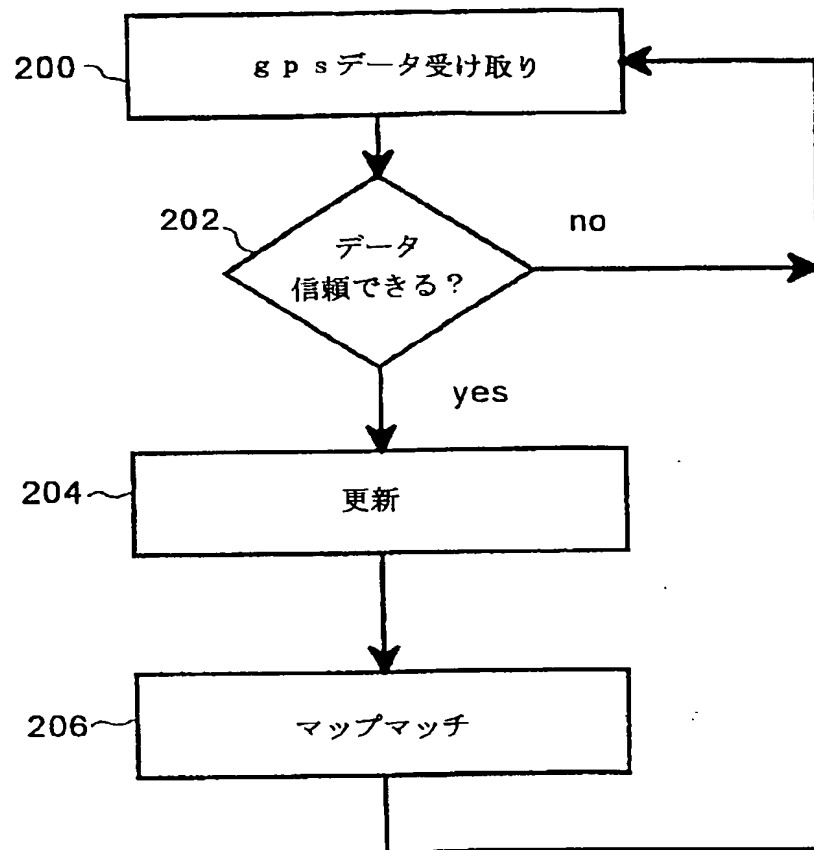 200
gpsデータ受け取り
202
データ
信頼できる?
no
yes
204
更新
206
マップマッチ